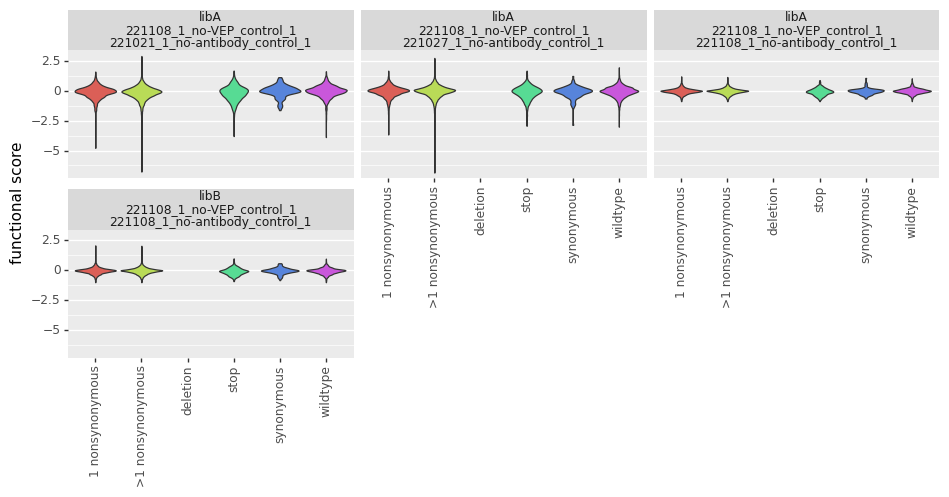 libA
221108_1_no-VEP_control_1
221021_1_no-antibody_control_1
libA
221108_1_no-VEP_control_1
221027_1_no-antibody_control_1
libA
221108_1_no-VEP_control_1
221108_1_no-antibody_control_1
2.5
0
−2.5
−5
functional score
libB
221108_1_no-VEP_control_1
221108_1_no-antibody_control_1
2.5
0
−2.5
−5
1 nonsynonymous
>1 nonsynonymous
deletion
stop
synonymous
wildtype
1 nonsynonymous
>1 nonsynonymous
deletion
stop
synonymous
wildtype
1 nonsynonymous
>1 nonsynonymous
deletion
stop
synonymous
wildtype